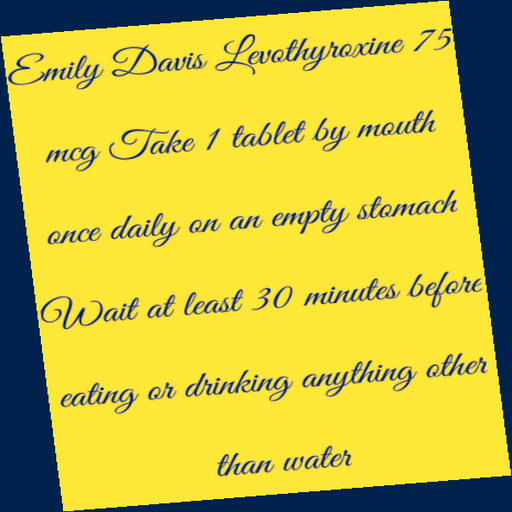 Emily Davis Levothyroxine 75
mcg Take 1 tablet by mouth
once daily on an empty stomach
Wait at least 30 minutes before
eating or drinking anything other
than water